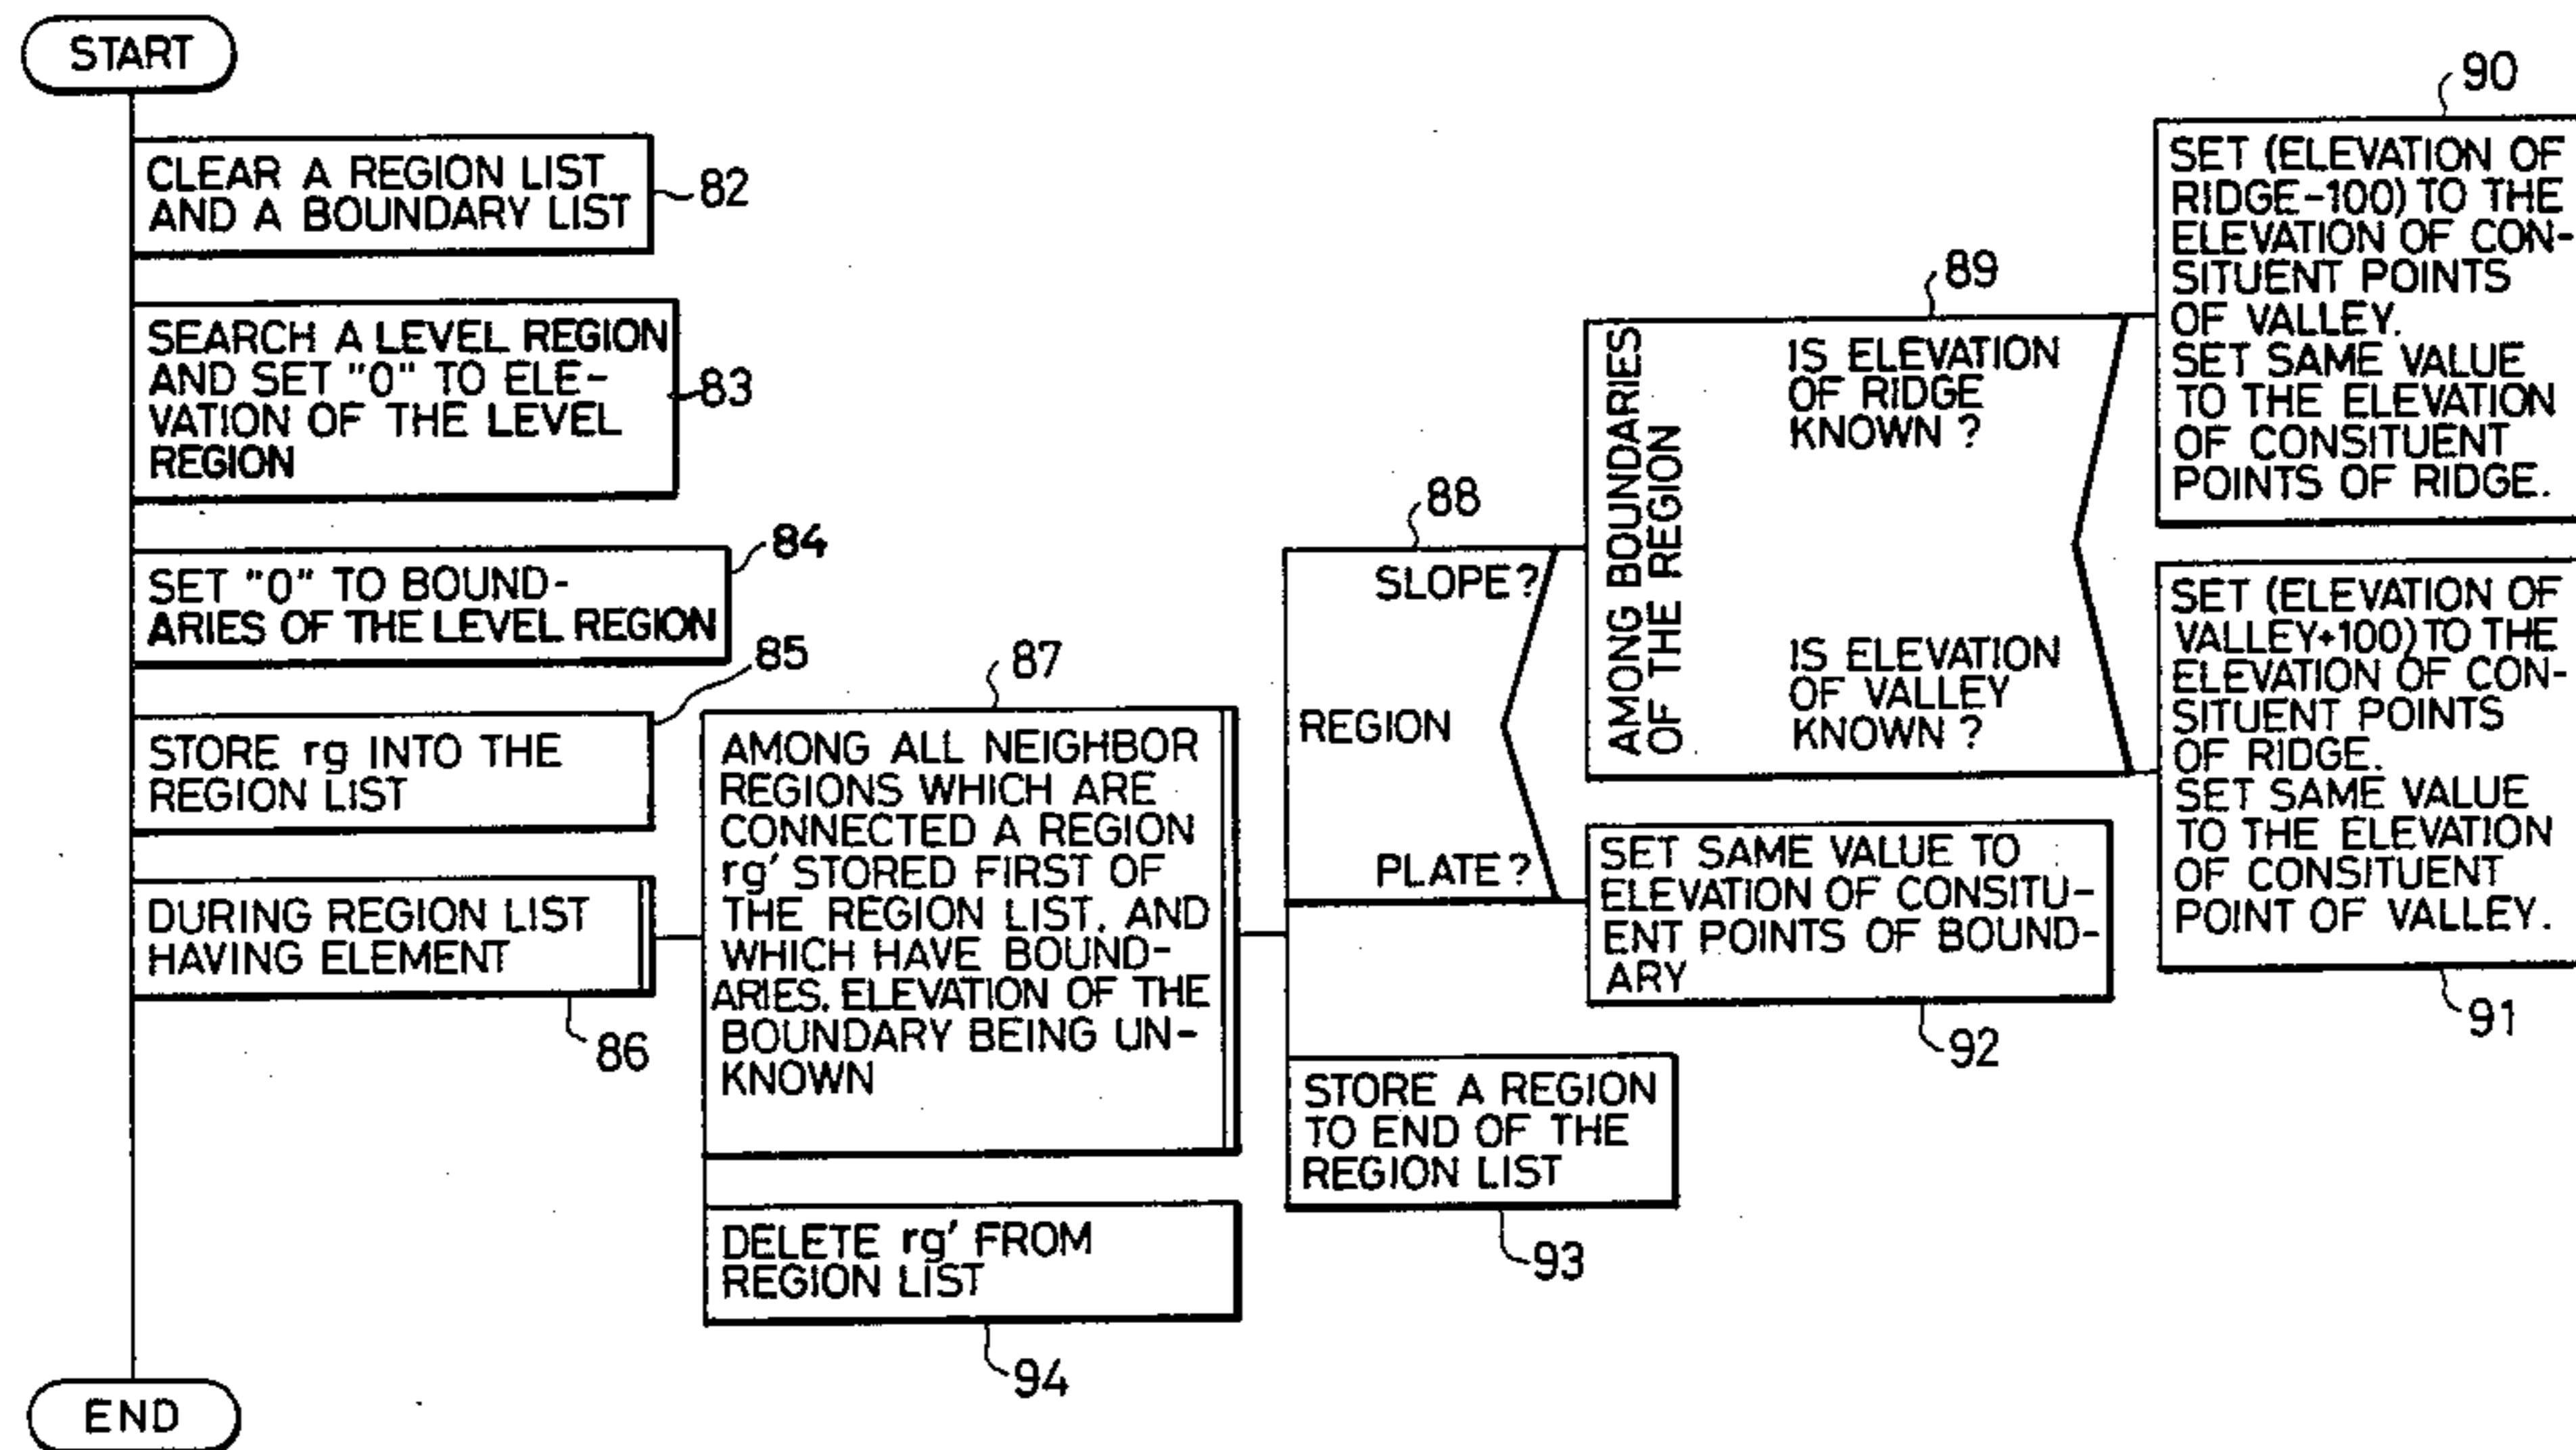 START
CLEAR A REGION LIST
AND A BOUNDARY LIST
82
SEARCH A LEVEL REGION
AND SET "0" TO ELE-
VATION OF THE LEVEL
REGION
83
84
SET "0" TO BOUND-
ARIES OF THE LEVEL REGION
85
STORE rg INTO THE
REGION LIST
DURING REGION LIST
HAVING ELEMENT
86
87
AMONG ALL NEIGHBOR
REGIONS WHICH ARE
CONNECTED A REGION
rg' STORED FIRST OF
THE REGION LIST, AND
WHICH HAVE BOUND-
ARIES, ELEVATION OF THE
BOUNDARY BEING UN-
KNOWN
DELETE rg' FROM
REGION LIST
94
88
SLOPE?
REGION
PLATE?
STORE A REGION
TO END OF THE
REGION LIST
93
89
AMONG BOUNDARIES
OF THE REGION
IS ELEVATION
OF RIDGE
KNOWN ?
IS ELEVATION
OF VALLEY
KNOWN ?
SET SAME VALUE TO
ELEVATION OF CONSITU-
ENT POINTS OF BOUND-
ARY
92
90
SET (ELEVATION OF
RIDGE-100) TO THE
ELEVATION OF CON-
SITUENT POINTS
OF VALLEY.
SET SAME VALUE
TO THE ELEVATION
OF CONSITUENT
POINTS OF RIDGE.
SET (ELEVATION OF
VALLEY+100) TO THE
ELEVATION OF CON-
SITUENT POINTS
OF RIDGE.
SET SAME VALUE
TO THE ELEVATION
OF CONSITUENT
POINT OF VALLEY.
91
END